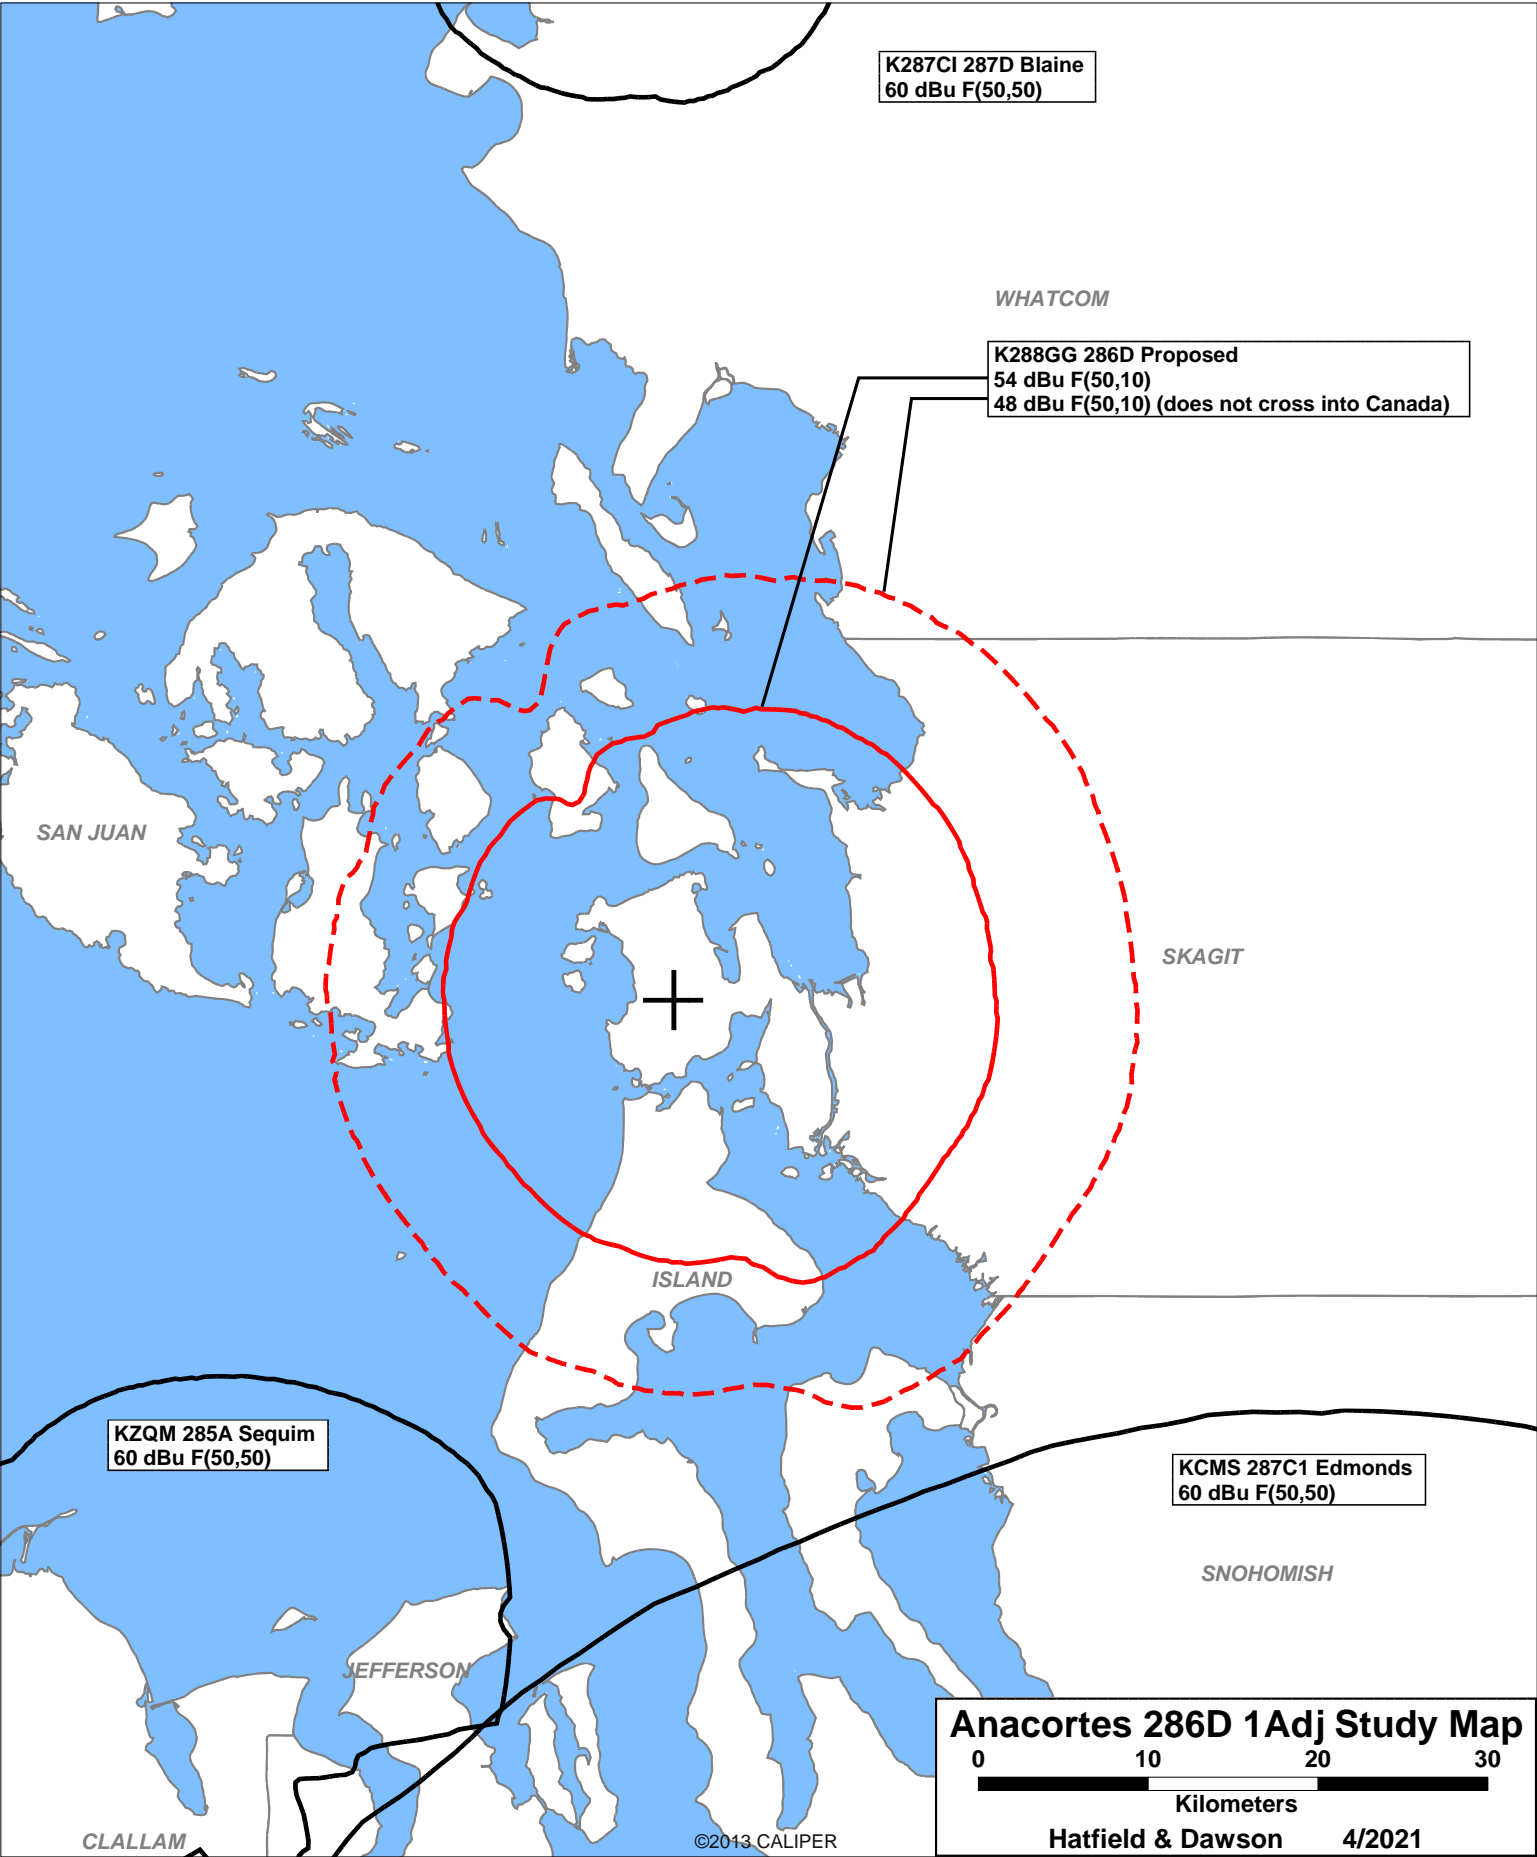 K287CI 287D Blaine
60 dBu F(50,50)
WHATCOM
K288GG 286D Proposed
54 dBu F(50,10)
48 dBu F(50,10) (does not cross into Canada)
SAN JUAN
SKAGIT
ISLAND
KZQM 285A Sequim
60 dBu F(50,50)
KCMS 287C1 Edmonds
60 dBu F(50,50)
SNOHOMISH
JEFFERSON
CLALLAM
©2013 CALIPER
Anacortes 286D 1Adj Study Map
0 10 20 30
Kilometers
Hatfield & Dawson 4/2021